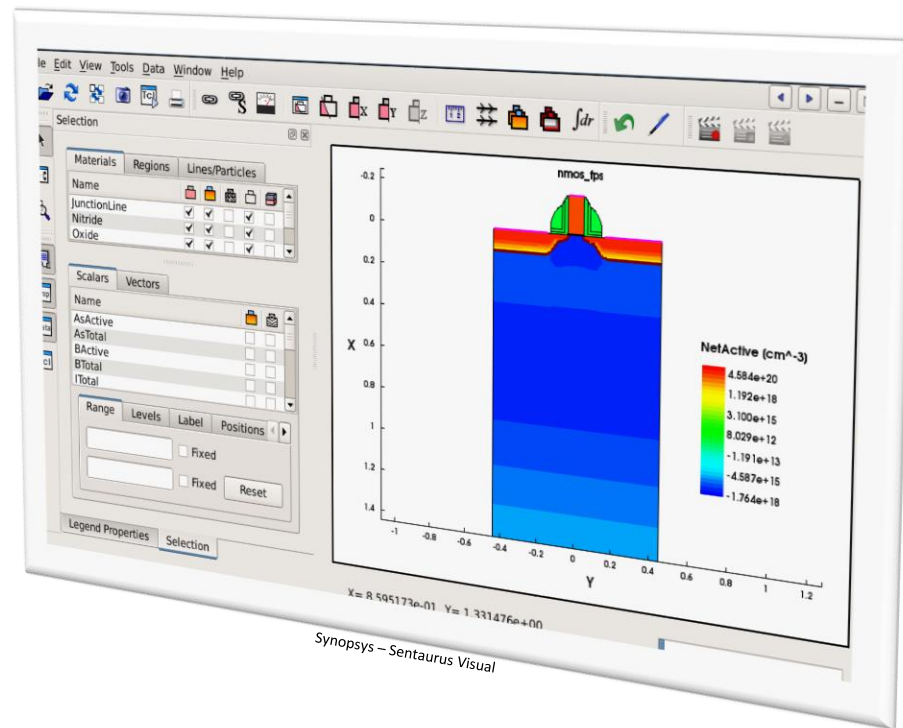 Edit View Tools Data Window Help
Tcl
S
X Y Z
∫dr
Selection
Materials Regions Lines/Particles
Name
JunctionLine
Nitride
Oxide
Scalars Vectors
Name
AsActive
AsTotal
BActive
BTotal
ITotal
Range Levels Label Positions
Fixed
Fixed
Reset
Legend Properties Selection
nmos_fps
-0.2
0
0.2
0.4
0.6
0.8
1
1.2
1.4
X
-1 -0.8 -0.6 -0.4 -0.2 0 0.2 0.4 0.6 0.8 1 1.2
Y
NetActive (cm^-3)
4.584e+20
1.192e+18
3.100e+15
8.029e+12
-1.191e+13
-4.587e+15
-1.764e+18
X= 8.595173e-01 Y= 1.331476e+00
Synopsys – Sentaurus Visual